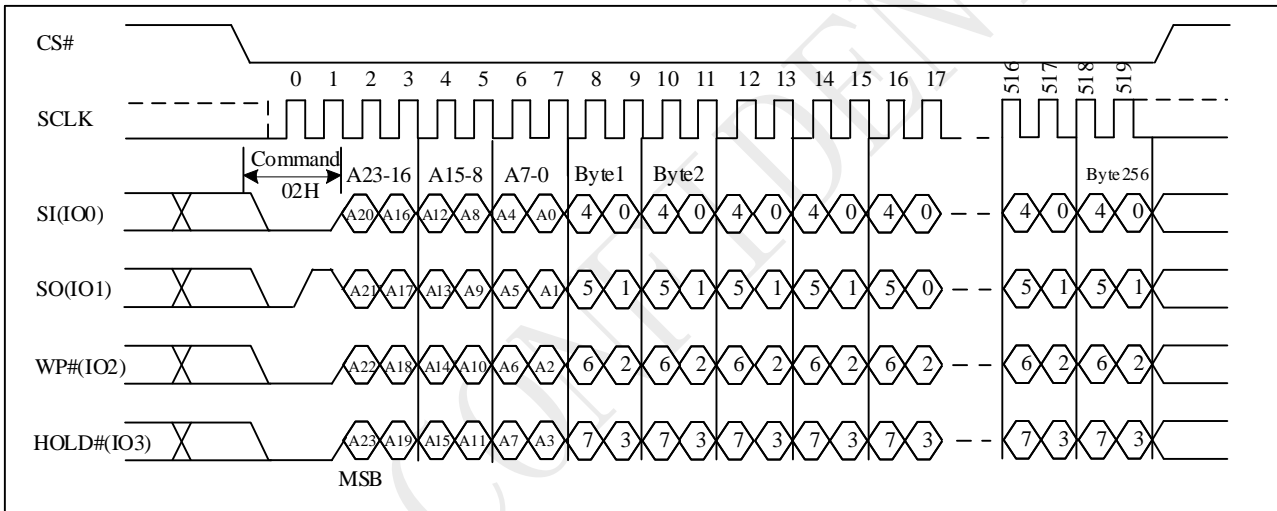 CS#
0 1 2 3 4 5 6 7 8 9 10 11 12 13 14 15 16 17 516 517 518 519
SCLK
Command
02H
A23-16 A15-8 A7-0 Byte1 Byte2 Byte256
SI(IO0) A20 A16 A12 A8 A4 A0 4 0 4 0 4 0 4 0 4 0 4 0 4 0
SO(IO1) A21 A17 A13 A9 A5 A1 5 1 5 1 5 1 5 1 5 0 5 1 5 1
WP#(IO2) A22 A18 A14 A10 A6 A2 6 2 6 2 6 2 6 2 6 2 6 2 6 2
HOLD#(IO3) A23 A19 A15 A11 A7 A3 7 3 7 3 7 3 7 3 7 3 7 3 7 3
MSB